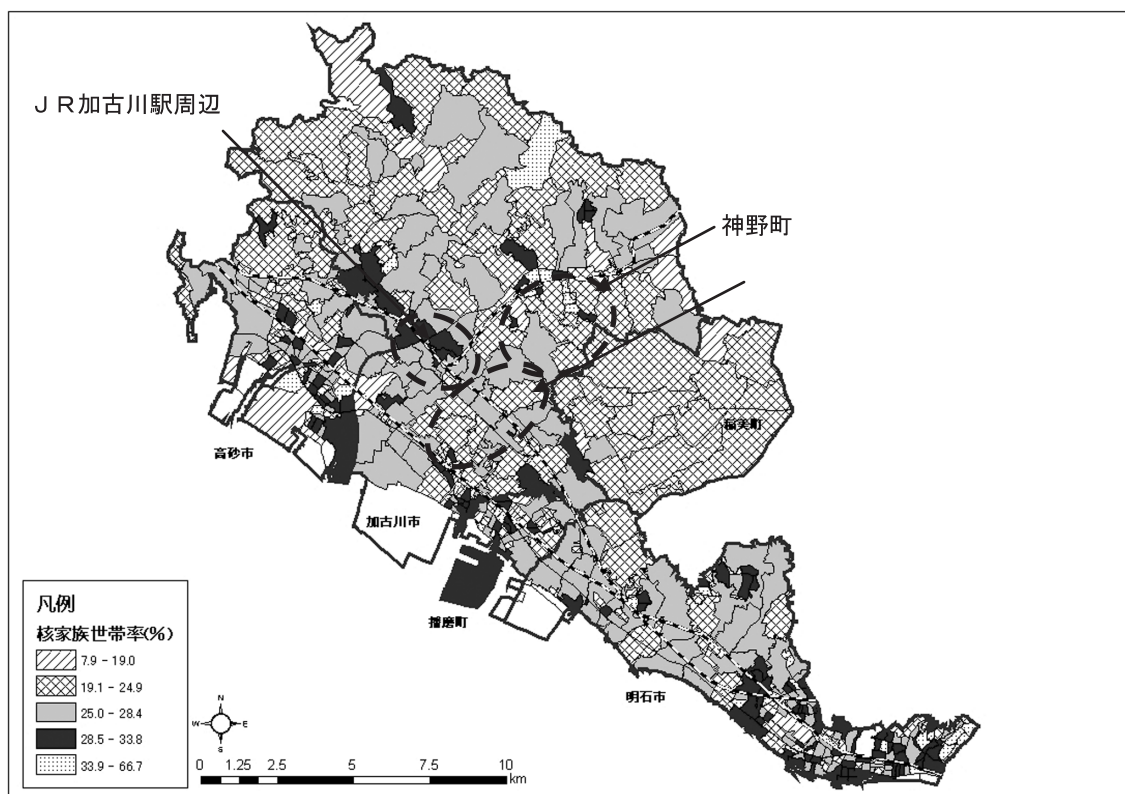 ＪＲ加古川駅周辺
神野町
稲美町
高砂市
加古川市
播磨町
明石市
凡例
核家族世帯率(%)
7.9 - 19.0
19.1 - 24.9
25.0 - 28.4
28.5 - 33.8
33.9 - 66.7
N
W E
S
0 1.25 2.5 5 7.5 10
km